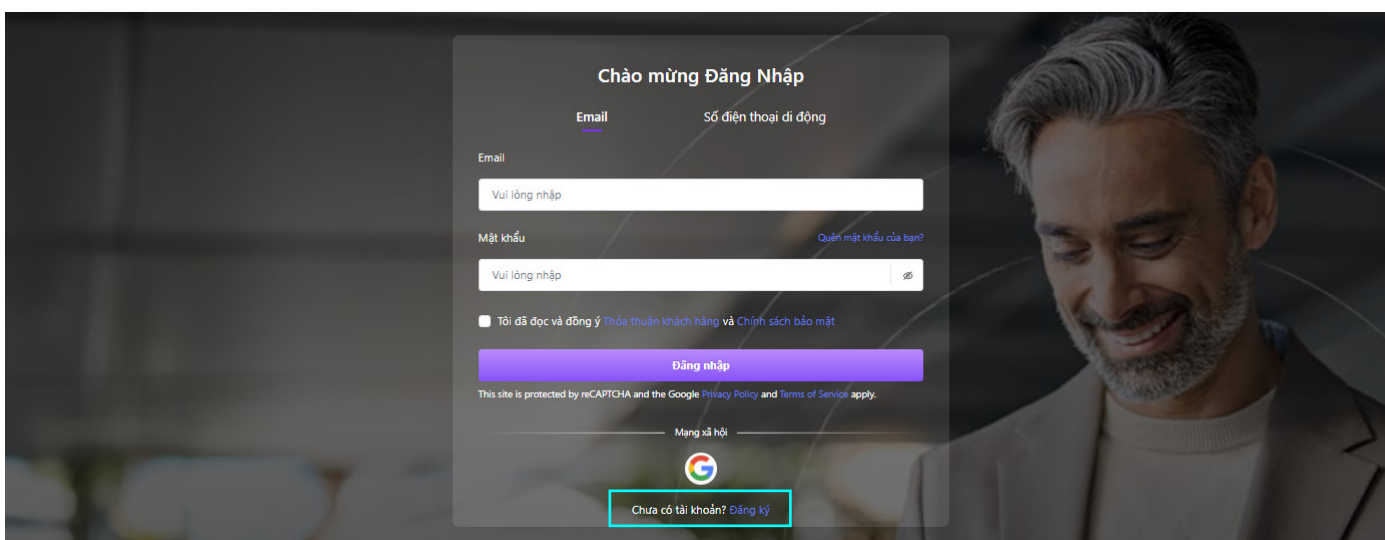 Chào mừng Đăng Nhập
Email Số điện thoại di động
Email
Vui lòng nhập
Mật khẩu Quên mật khẩu của bạn?
Vui lòng nhập
Tôi đã đọc và đồng ý Thỏa thuận khách hàng và Chính sách bảo mật
Đăng nhập
This site is protected by reCAPTCHA and the Google Privacy Policy and Terms of Service apply.
Mạng xã hội
Chưa có tài khoản? Đăng ký